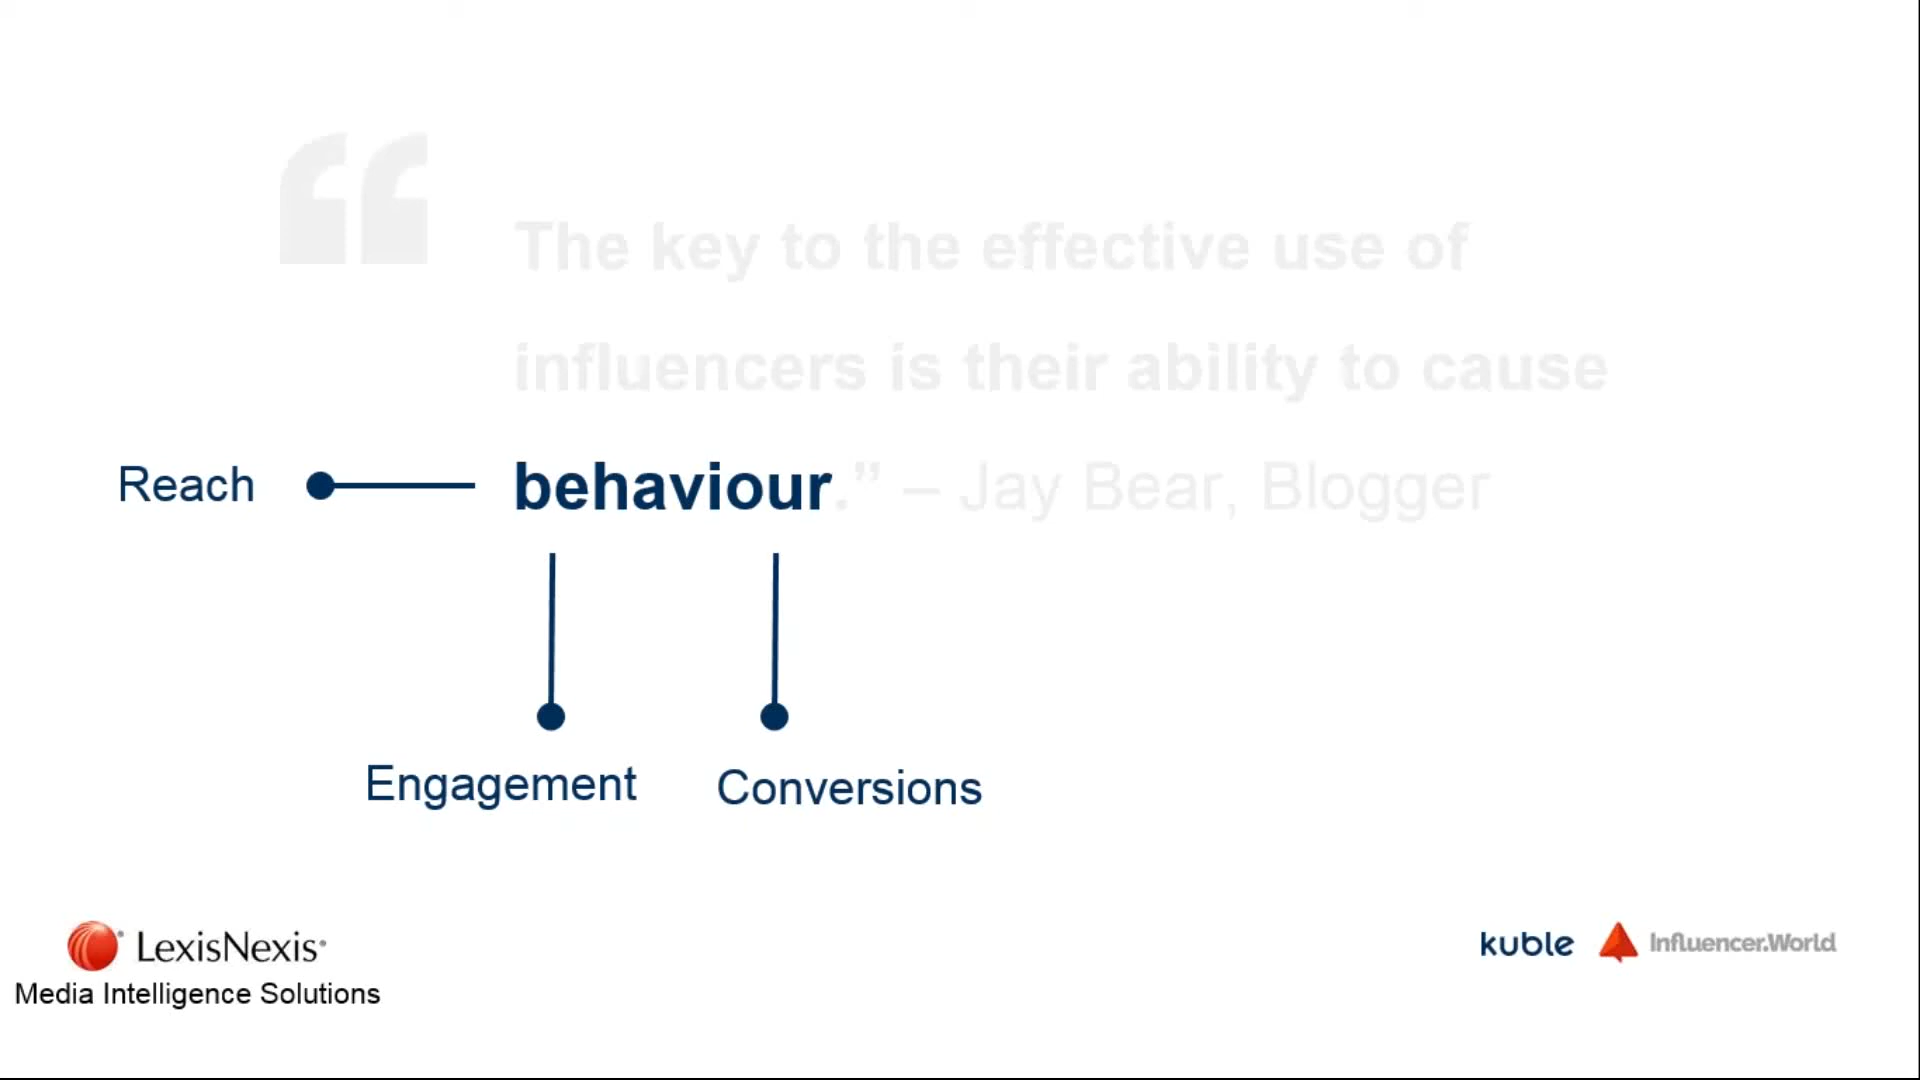 “
The key to the effective use of
influencers is their ability to cause
behaviour.” – Jay Bear, Blogger
Reach
Engagement
Conversions
LexisNexis®
Media Intelligence Solutions
kuble
Influencer.World